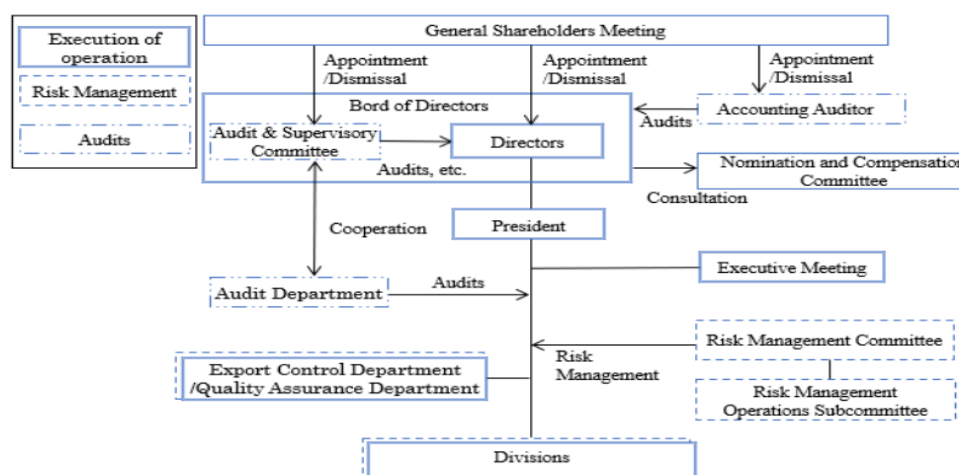 Execution of
operation
Risk Management
Audits
General Shareholders Meeting
Appointment
/Dismissal
Appointment
/Dismissal
Appointment
/Dismissal
Bord of Directors
Audit & Supervisory
Committee
Directors
Audits, etc.
Audits
Accounting Auditor
Nomination and Compensation
Committee
Consultation
Cooperation
President
Executive Meeting
Audit Department
Audits
Risk Management Committee
Risk
Management
Export Control Department
/Quality Assurance Department
Risk Management
Operations Subcommittee
Divisions